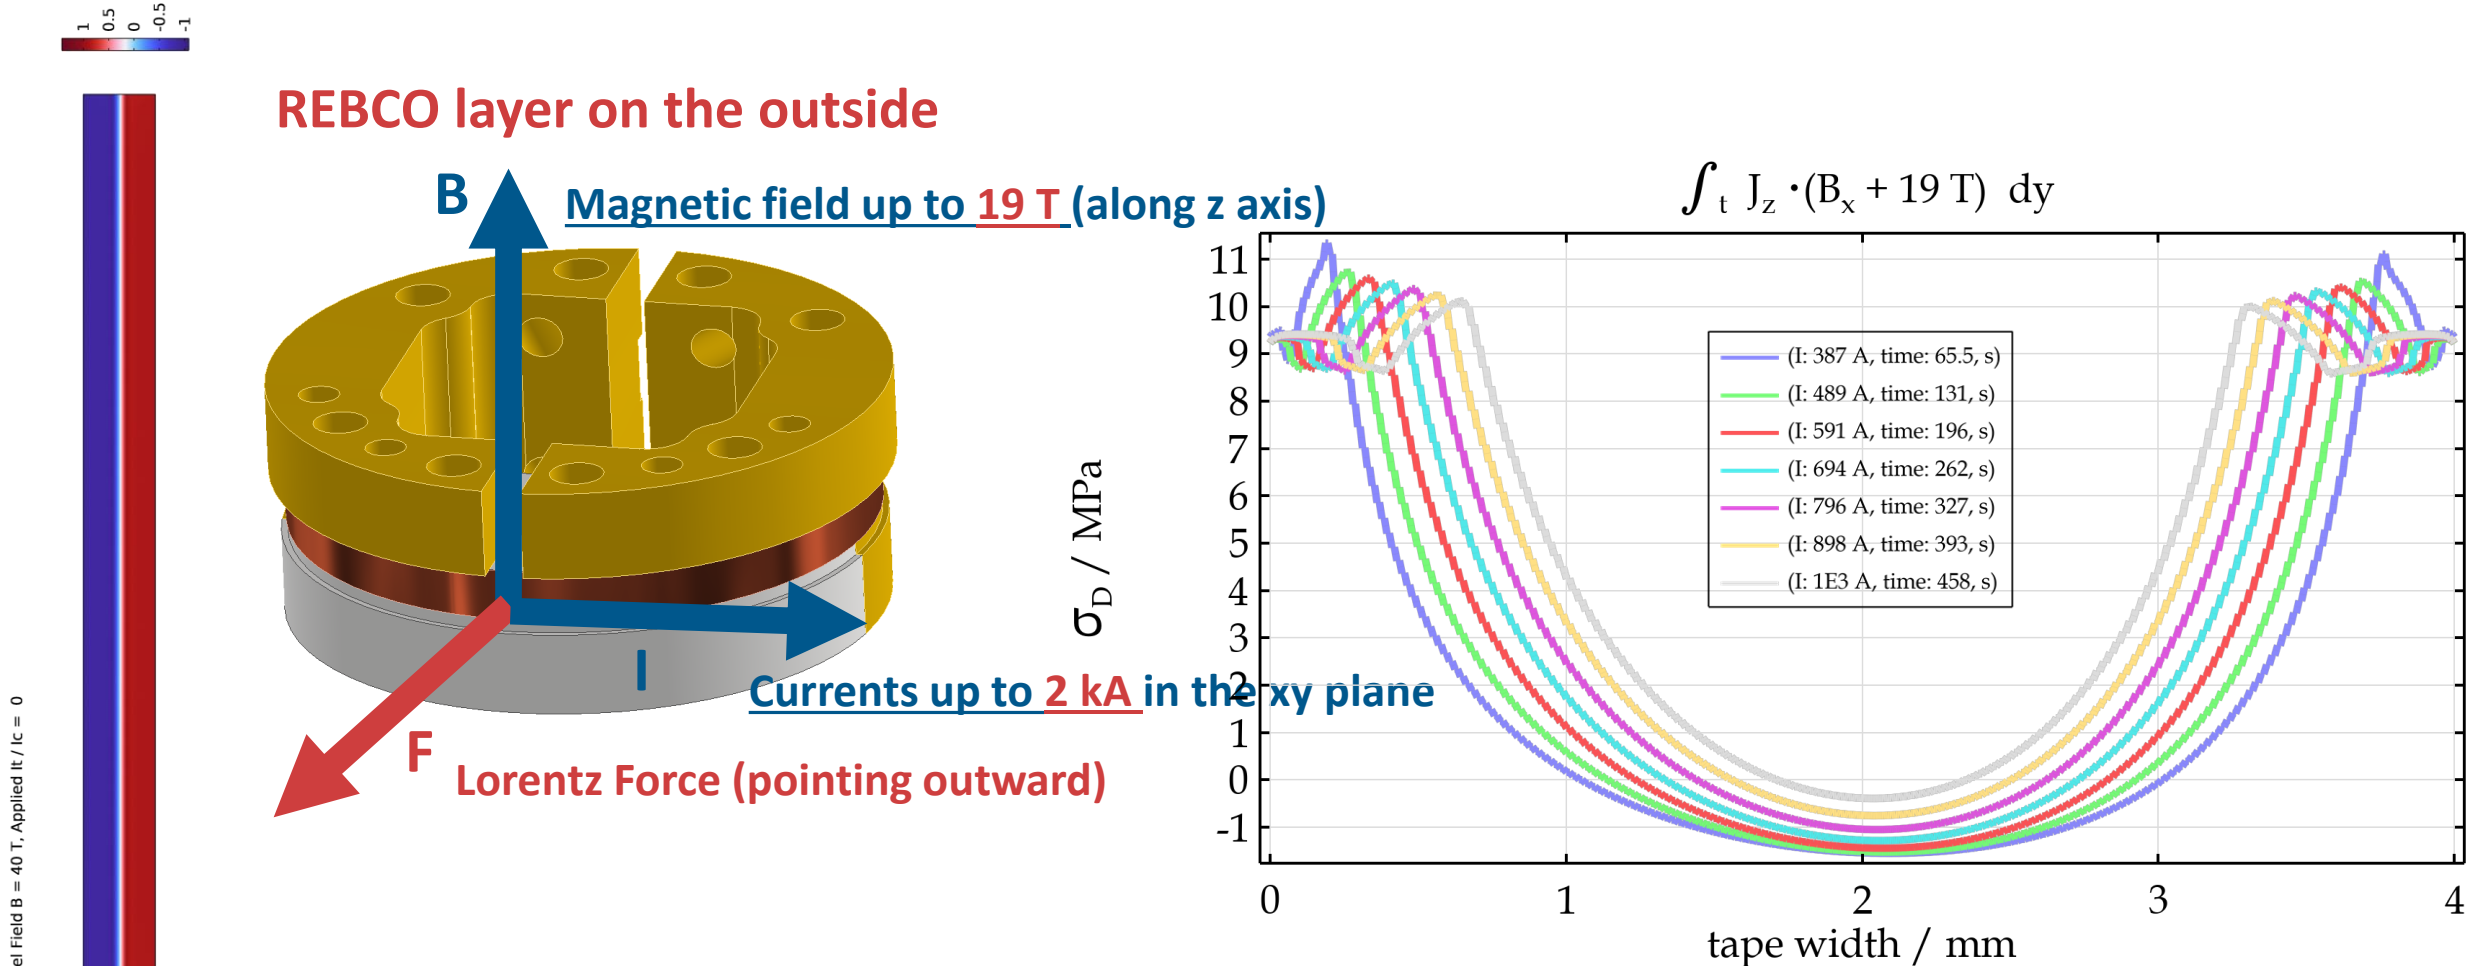 1 0.5 0 -0.5 -1
el Field B = 40 T, Applied It / Ic = 0
REBCO layer on the outside
B
Magnetic field up to 19 T (along z axis)
I
Currents up to 2 kA in the xy plane
F
Lorentz Force (pointing outward)
∫t Jz ·(Bx + 19 T) dy
σD / MPa
11
10
9
8
7
6
5
4
3
2
1
0
-1
(I: 387 A, time: 65.5, s)
(I: 489 A, time: 131, s)
(I: 591 A, time: 196, s)
(I: 694 A, time: 262, s)
(I: 796 A, time: 327, s)
(I: 898 A, time: 393, s)
(I: 1E3 A, time: 458, s)
0 1 2 3 4
tape width / mm